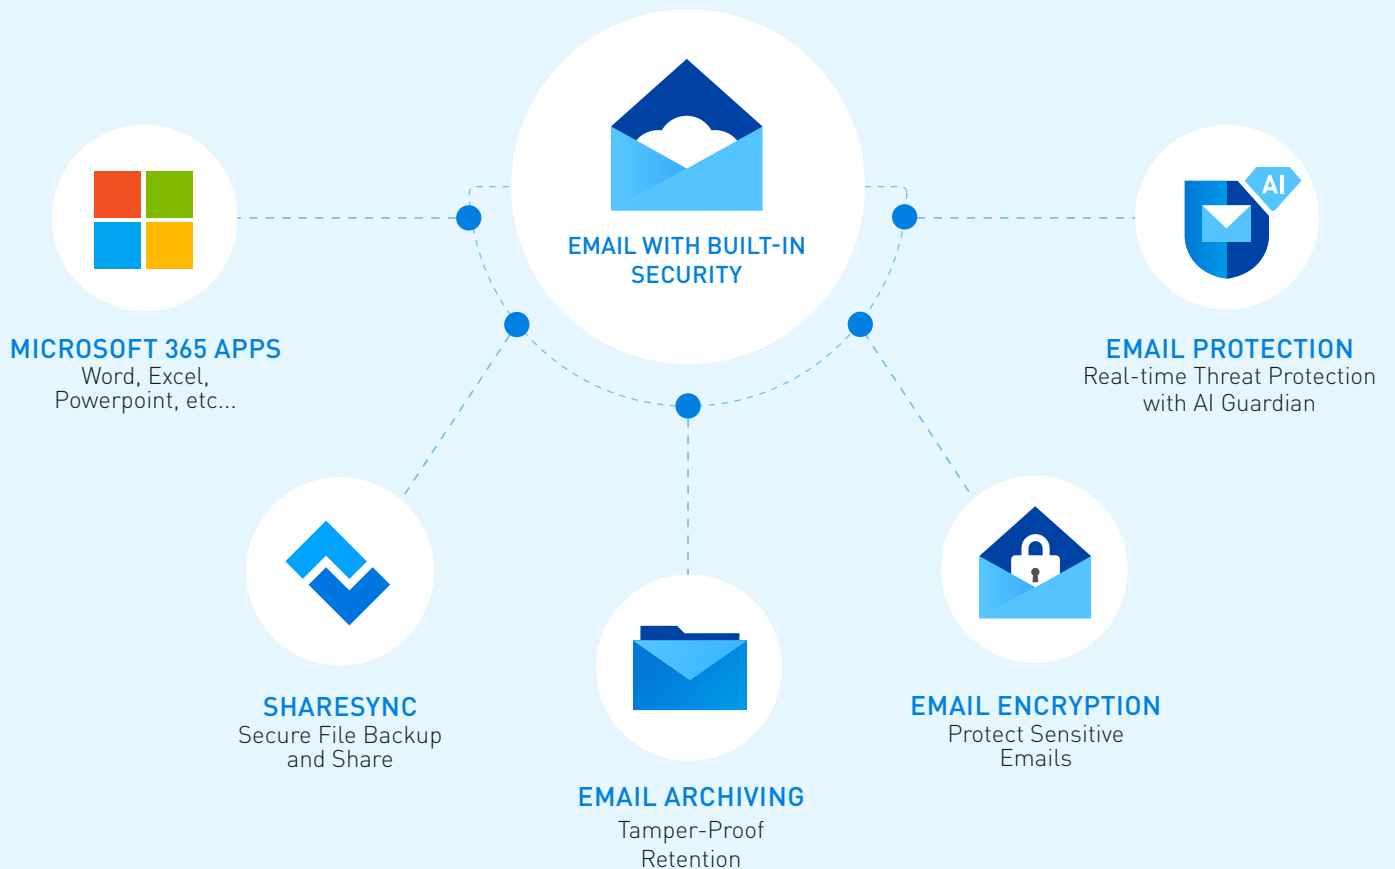 EMAIL WITH BUILT-IN
SECURITY
MICROSOFT 365 APPS
Word, Excel,
Powerpoint, etc...
AI
EMAIL PROTECTION
Real-time Threat Protection
with AI Guardian
SHARESYNC
Secure File Backup
and Share
EMAIL ARCHIVING
Tamper-Proof
Retention
EMAIL ENCRYPTION
Protect Sensitive
Emails